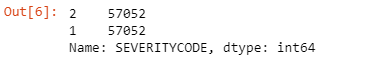 Out[6]: 2    57052
1    57052
Name: SEVERITYCODE, dtype: int64